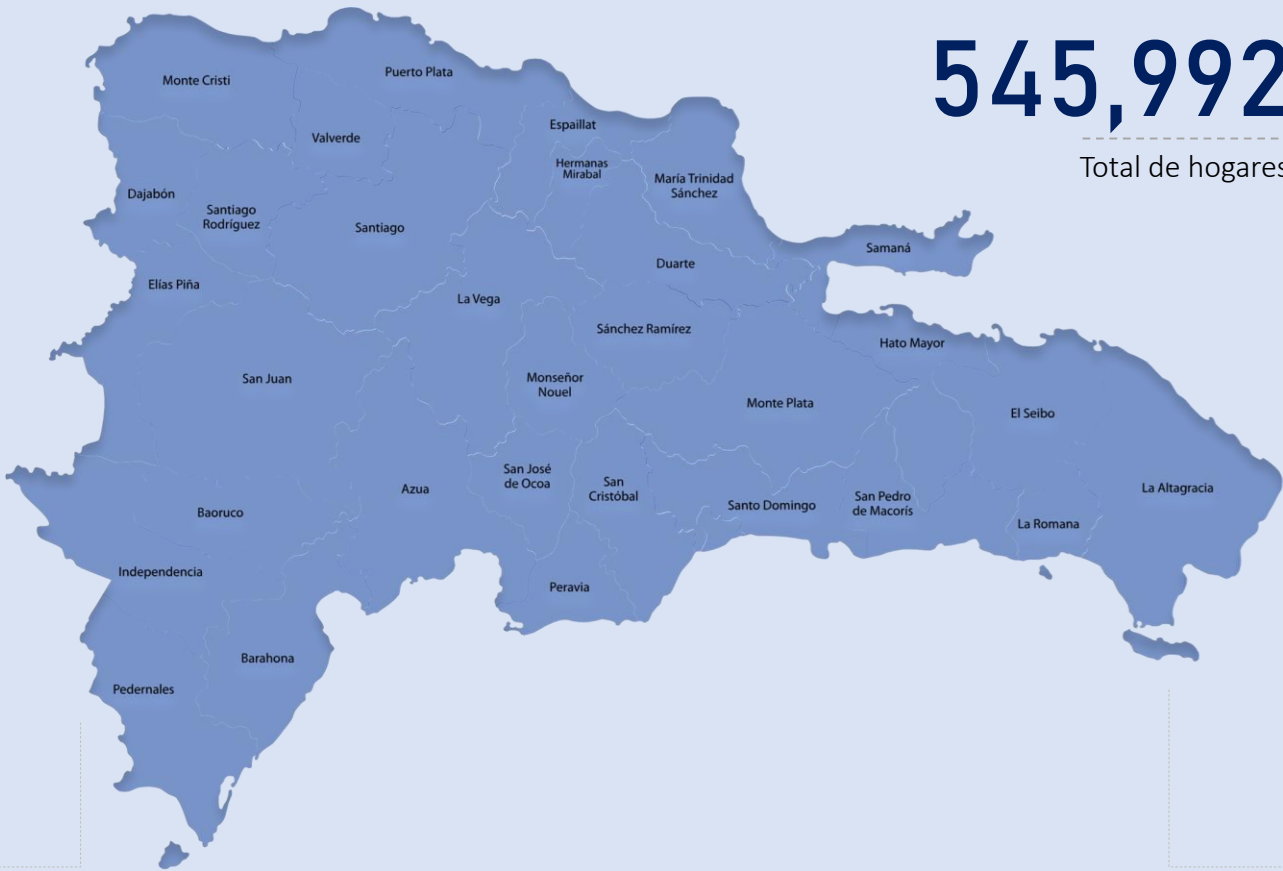 545,992
Total de hogares
Monte Cristi
Puerto Plata
Valverde
Espaillat
Hermanas
Mirabal
María Trinidad
Sánchez
Dajabón
Santiago
Rodríguez
Santiago
Samaná
Duarte
Elías Piña
La Vega
Sánchez Ramírez
Hato Mayor
San Juan
Monseñor
Nouel
Monte Plata
El Seibo
San José
de Ocoa
San
Cristóbal
Azua
Santo Domingo
San Pedro
de Macorís
La Altagracia
Baoruco
La Romana
Independencia
Peravia
Barahona
Pedernales